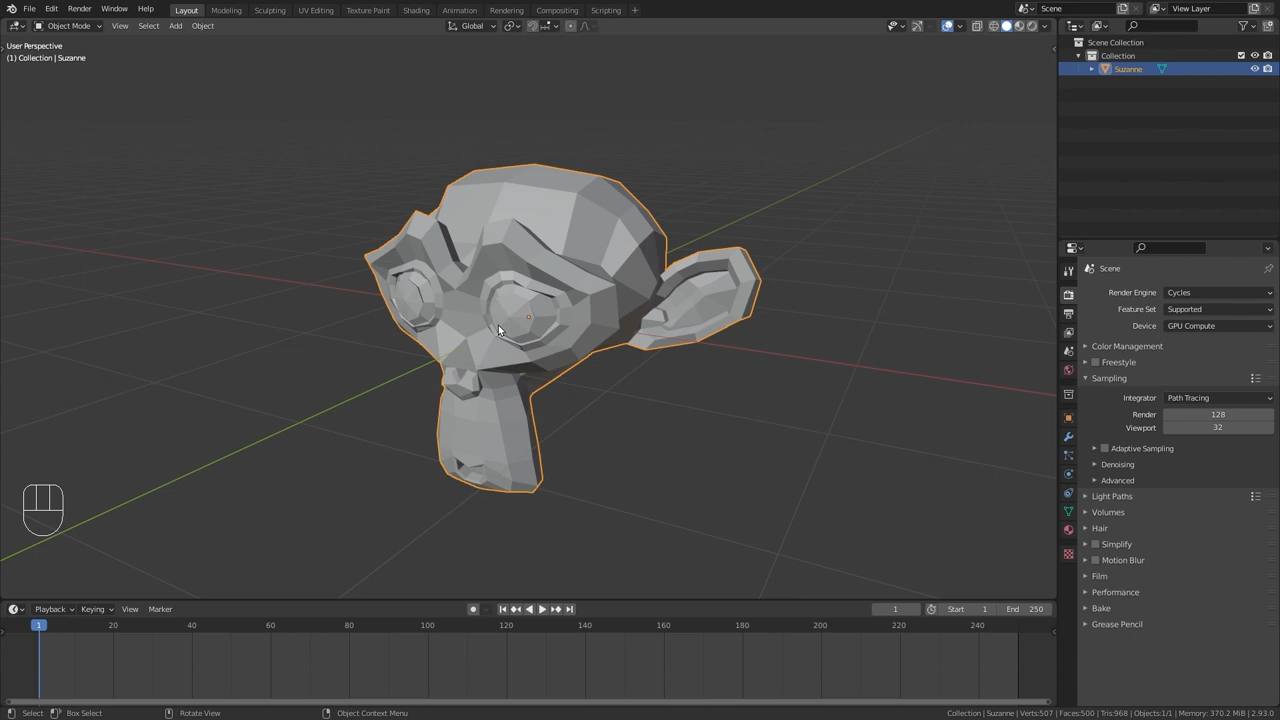 File Edit Render Window Help Layout Modeling Sculpting UV Editing Texture Paint Shading Animation Rendering Compositing Scripting + Scene View Layer
Object Mode View Select Add Object Global
User Perspective
(1) Collection | Suzanne
Scene Collection
Collection
Suzanne
Scene
Render Engine Cycles
Feature Set Supported
Device GPU Compute
Color Management
Freestyle
Sampling
Integrator Path Tracing
Render 128
Viewport 32
Adaptive Sampling
Denoising
Advanced
Light Paths
Volumes
Hair
Simplify
Motion Blur
Film
Performance
Bake
Grease Pencil
Playback Keying View Marker 1 Start 1 End 250
1 20 40 60 80 100 120 140 160 180 200 220 240
Select Box Select Rotate View Object Context Menu Collection | Suzanne | Verts:507 | Faces:500 | Tris:968 | Objects:1/1 | Memory: 370.2 MiB | 2.93.0